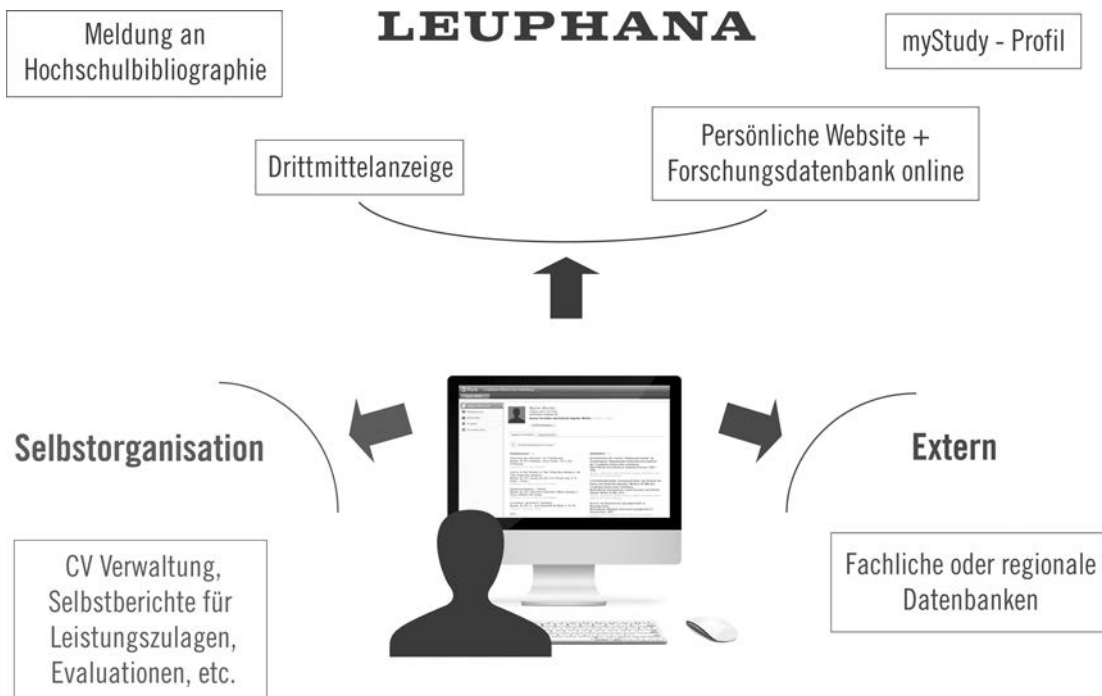 LEUPHANA
Meldung an
Hochschulbibliographie
myStudy - Profil
Drittmittelanzeige
Persönliche Website +
Forschungsdatenbank online
Selbstorganisation
Extern
CV Verwaltung,
Selbstberichte für
Leistungszulagen,
Evaluationen, etc.
Fachliche oder regionale
Datenbanken